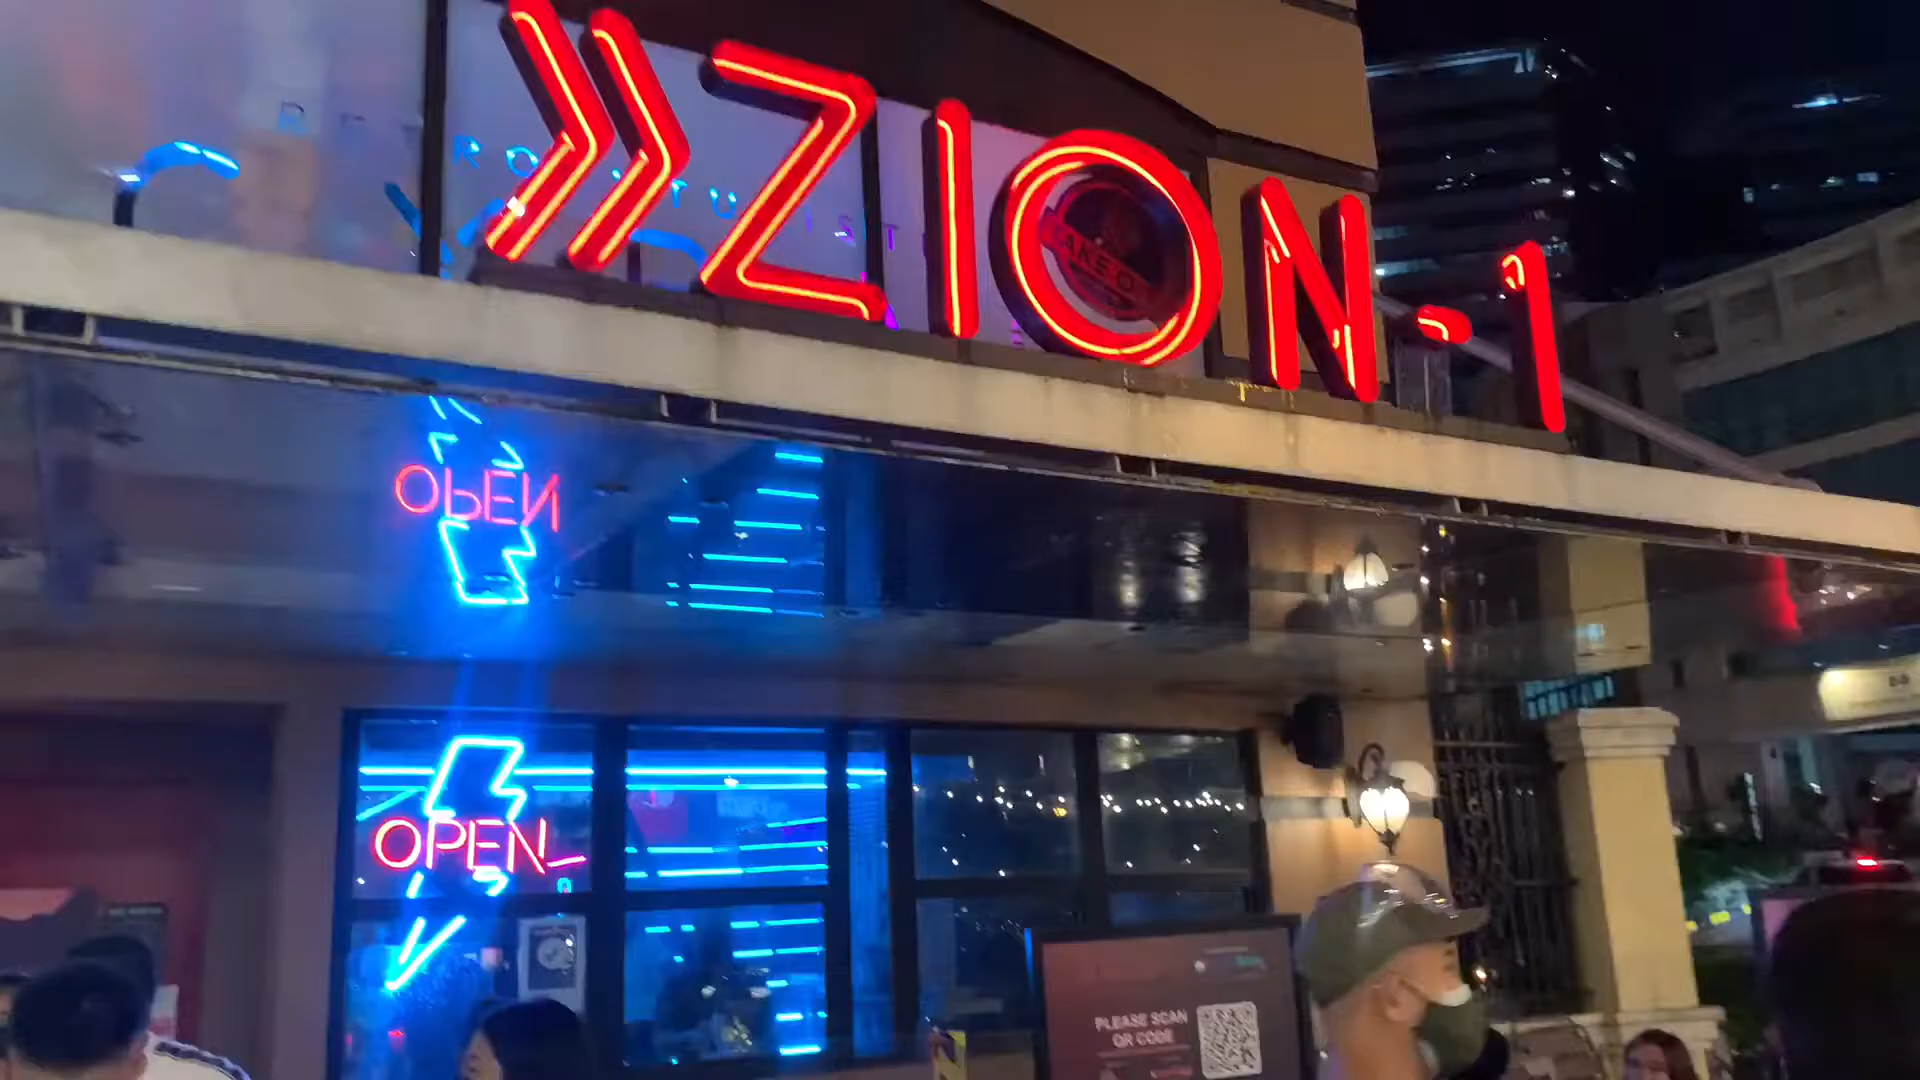 »ZION-1
OPEN
OPEN
PLEASE SCAN
QR CODE